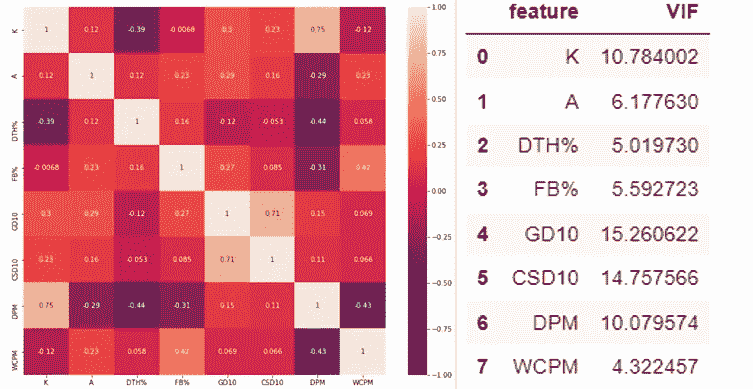 K 1 0.12 -0.39 -0.0068 0.3 0.23 0.75 -0.12
A 0.12 1 0.12 0.23 0.29 0.16 -0.29 0.23
DTH% -0.39 0.12 1 0.16 -0.12 -0.053 -0.44 0.058
FB% -0.0068 0.23 0.16 1 0.27 0.085 -0.31 0.42
GD10 0.3 0.29 -0.12 0.27 1 0.71 0.15 0.069
CSD10 0.23 0.16 -0.053 0.085 0.71 1 0.11 0.066
DPM 0.75 -0.29 -0.44 -0.31 0.15 0.11 1 -0.43
WCPM -0.12 0.23 0.058 0.42 0.069 0.066 -0.43 1
K A DTH% FB% GD10 CSD10 DPM WCPM
1.00
0.75
0.50
0.25
0.00
-0.25
-0.50
-0.75
-1.00
feature VIF
0 K 10.784002
1 A 6.177630
2 DTH% 5.019730
3 FB% 5.592723
4 GD10 15.260622
5 CSD10 14.757566
6 DPM 10.079574
7 WCPM 4.322457